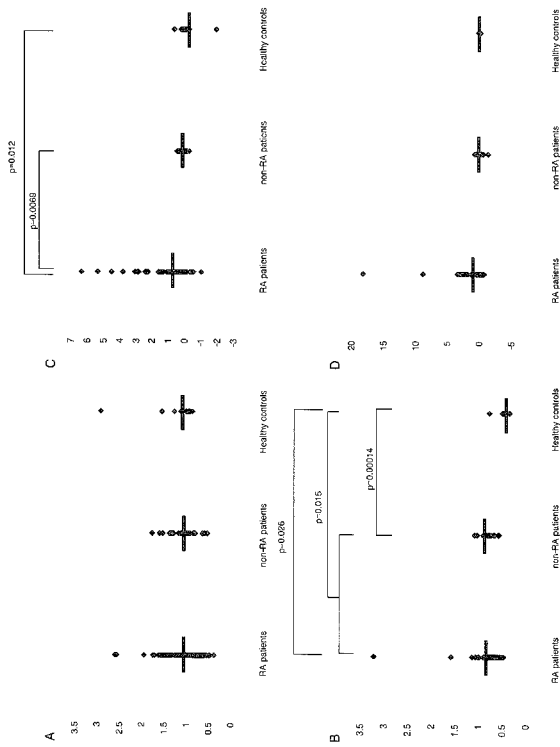 A
3.5
3
2.5
2
1.5
1
0.5
0
RA patients non-RA patients Healthy controls
C
p=0.012
7
6
5
4
3
2
1
0
-1
-2
-3
RA patients non-RA patients Healthy controls
B
p=0.026
p=0.015
p=0.00014
3.5
3
2.5
2
1.5
1
0.5
0
RA patients non-RA patients Healthy controls
D
20
15
10
5
0
-5
RA patients non-RA patients Healthy controls